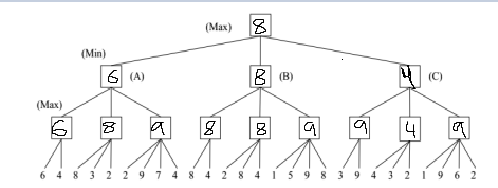 (Max) 8
(Min)
6 (A) 8 (B) 4 (C)
(Max)
6 8 9 8 8 9 9 4 9
6 4 8 3 2 2 9 7 4 8 4 2 8 4 1 5 9 8 3 9 4 3 2 1 9 6 2